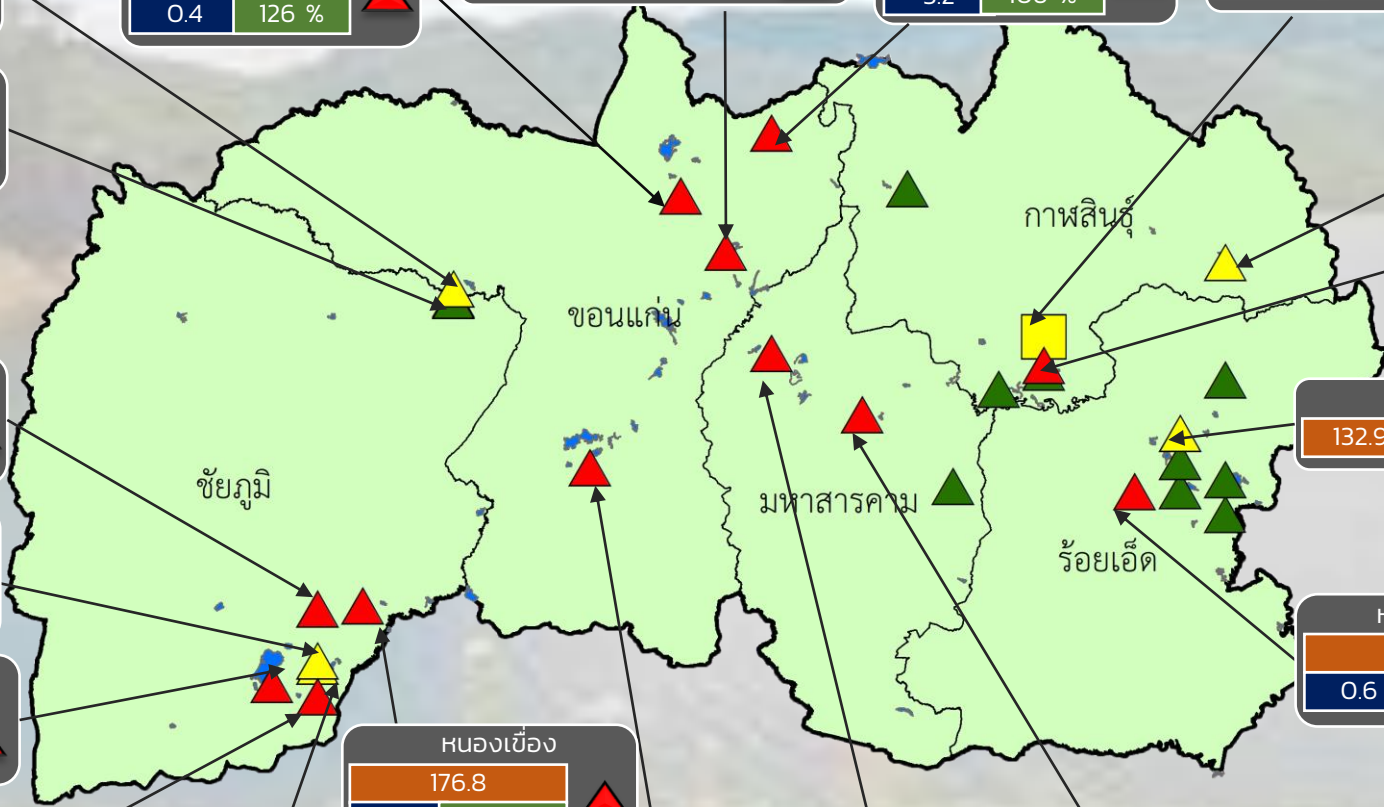 0.4 126 %
กาฬสินธุ์
ขอนแก่น
132.9
ชัยภูมิ
มหาสารคาม
ร้อยเอ็ด
0.6
หนองเขื่อง
176.8